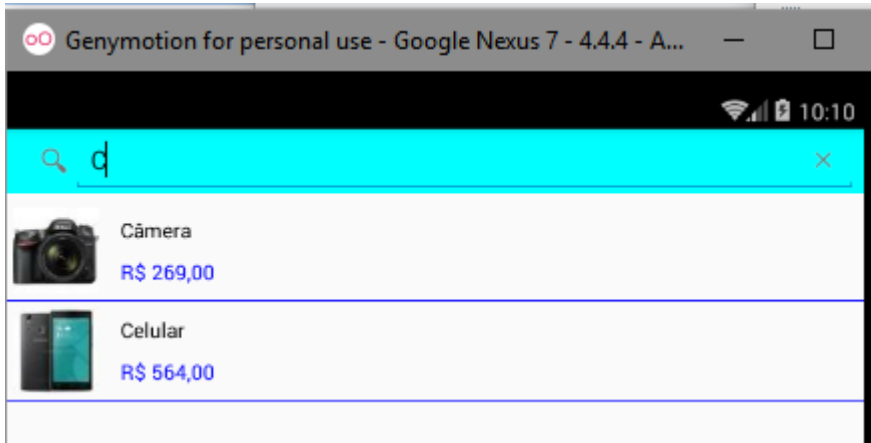 Genymotion for personal use - Google Nexus 7 - 4.4.4 - A...
10:10
C
Câmera
R$ 269,00
Celular
R$ 564,00